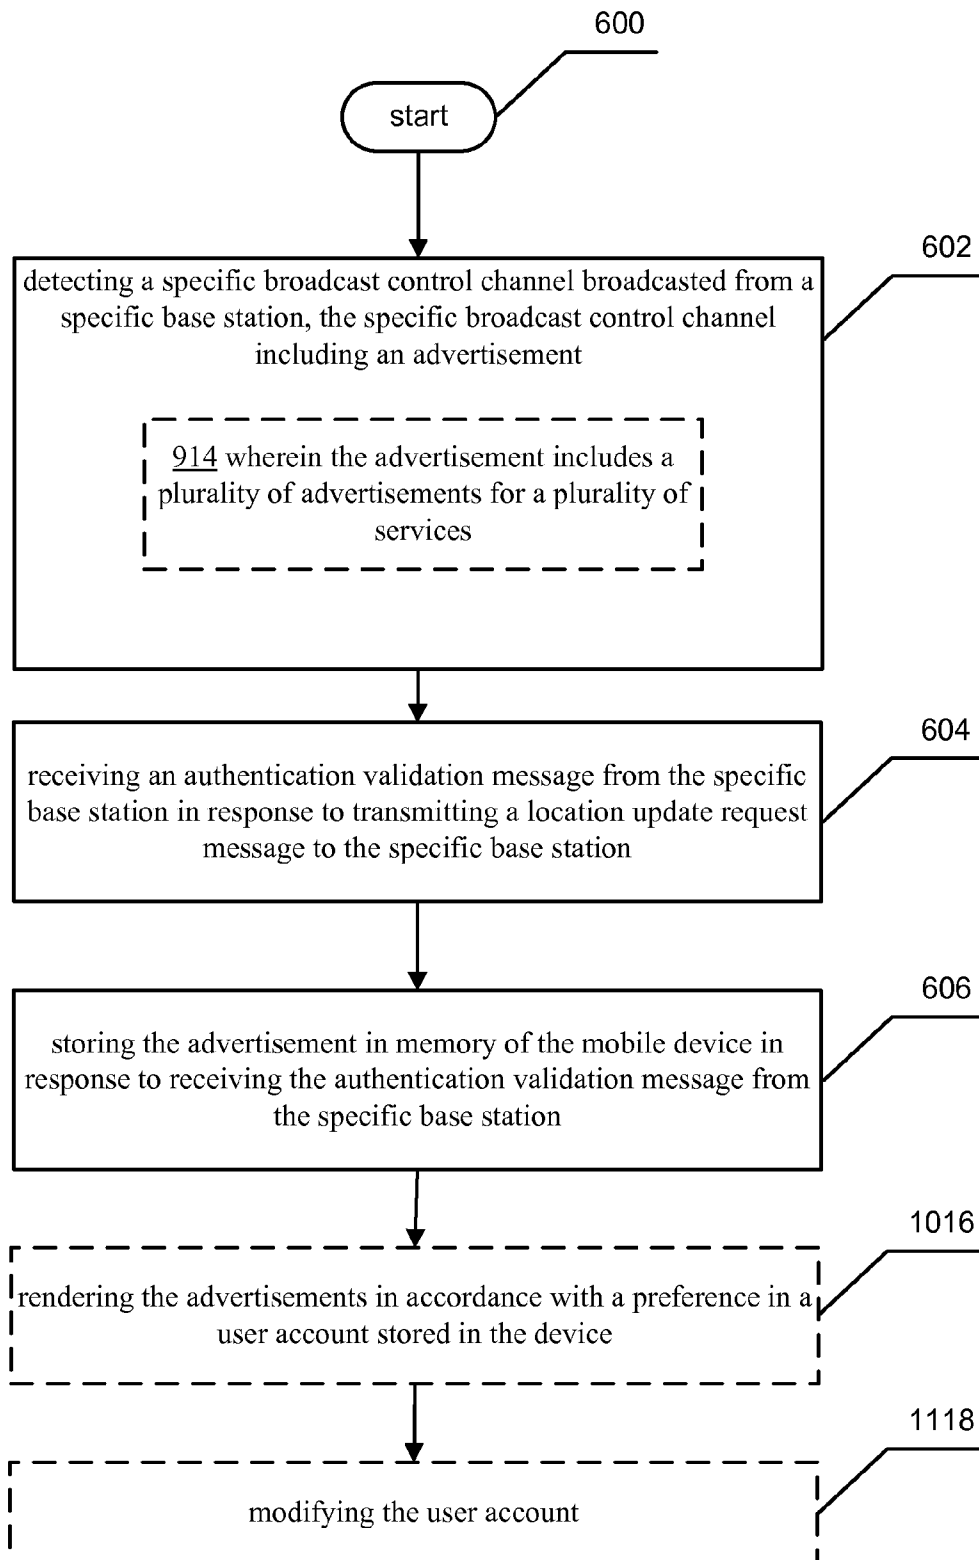 600
start
602
detecting a specific broadcast control channel broadcasted from a
specific base station, the specific broadcast control channel
including an advertisement
914 wherein the advertisement includes a
plurality of advertisements for a plurality of
services
604
receiving an authentication validation message from the specific
base station in response to transmitting a location update request
message to the specific base station
606
storing the advertisement in memory of the mobile device in
response to receiving the authentication validation message from
the specific base station
1016
rendering the advertisements in accordance with a preference in a
user account stored in the device
1118
modifying the user account